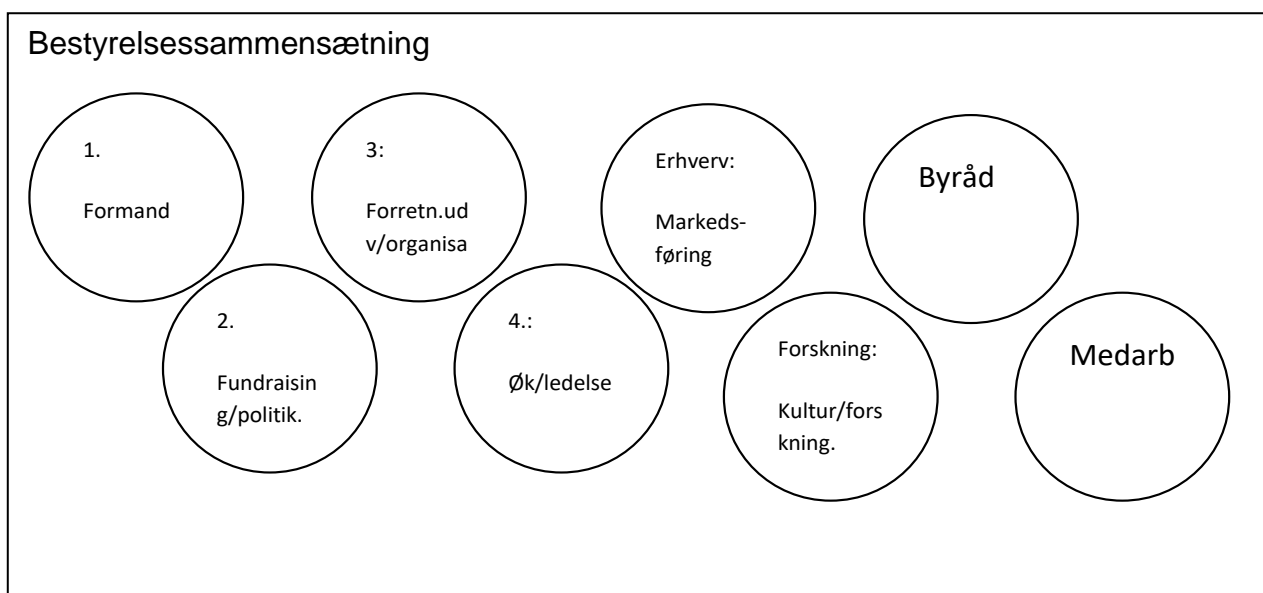 Bestyrelsessammensætning
1.
Formand
2.
Fundraisin
g/politik.
3:
Forretn.ud
v/organisa
4.:
Øk/ledelse
Erhverv:
Markeds-
føring
Forskning:
Kultur/fors
kning.
Byråd
Medarb